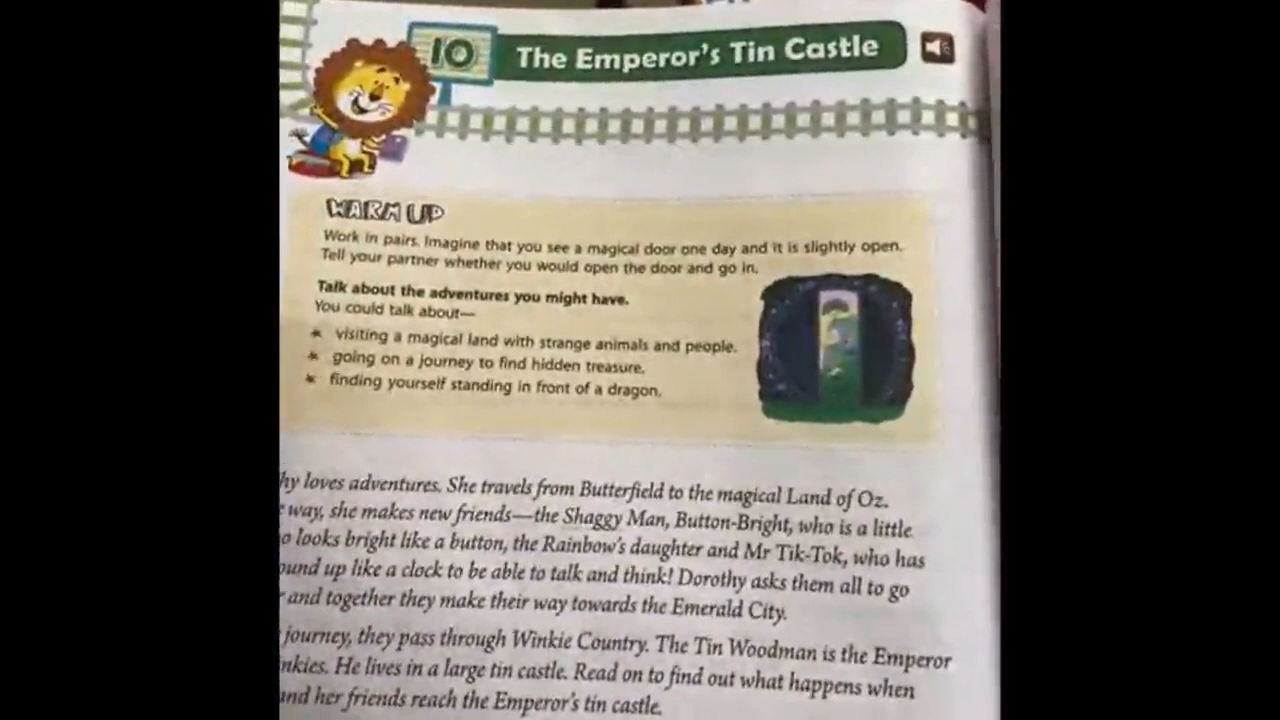 10
The Emperor's Tin Castle
WARM UP
Work in pairs. Imagine that you see a magical door one day and it is slightly open.
Tell your partner whether you would open the door and go in.
Talk about the adventures you might have.
You could talk about—
* visiting a magical land with strange animals and people.
* going on a journey to find hidden treasure.
* finding yourself standing in front of a dragon.
hy loves adventures. She travels from Butterfield to the magical Land of Oz.
way, she makes new friends—the Shaggy Man, Button-Bright, who is a little
o looks bright like a button, the Rainbow's daughter and Mr Tik-Tok, who has
ound up like a clock to be able to talk and think! Dorothy asks them all to go
and together they make their way towards the Emerald City.
journey, they pass through Winkie Country. The Tin Woodman is the Emperor
nkies. He lives in a large tin castle. Read on to find out what happens when
and her friends reach the Emperor's tin castle.